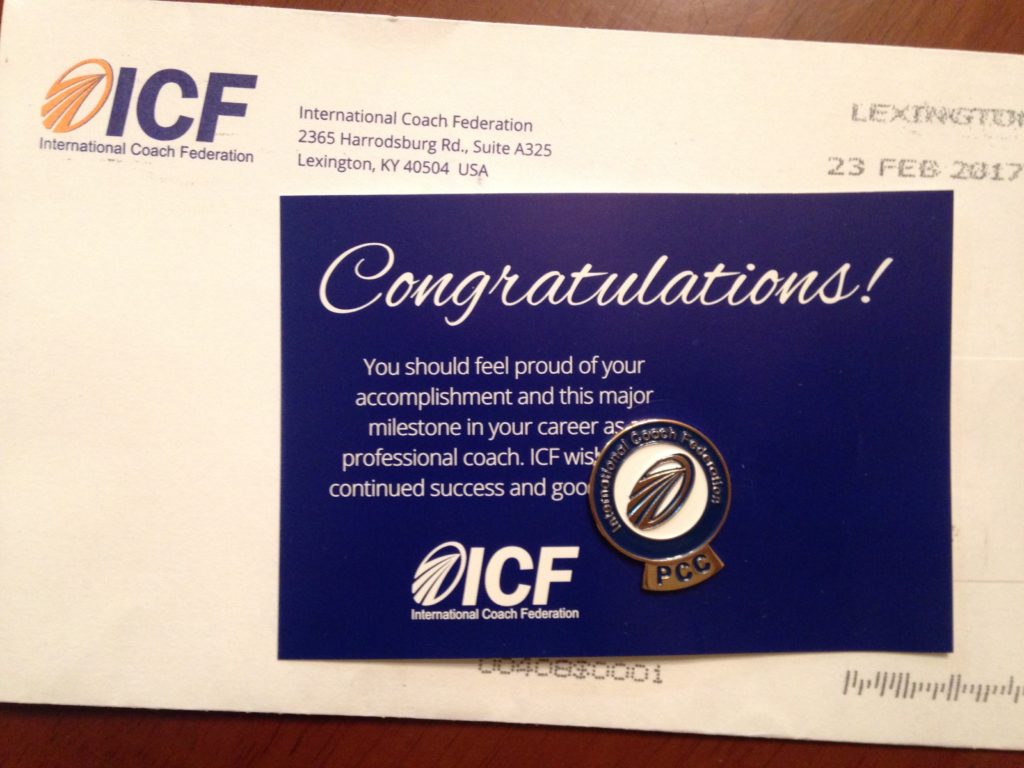 ICF
International Coach Federation
International Coach Federation
2365 Harrodsburg Rd., Suite A325
Lexington, KY 40504 USA
LEXINGTON
23 FEB 2017
Congratulations!
You should feel proud of your
accomplishment and this major
milestone in your career as
professional coach. ICF wish
continued success and goo
International Coach Federation
PCC
ICF
International Coach Federation